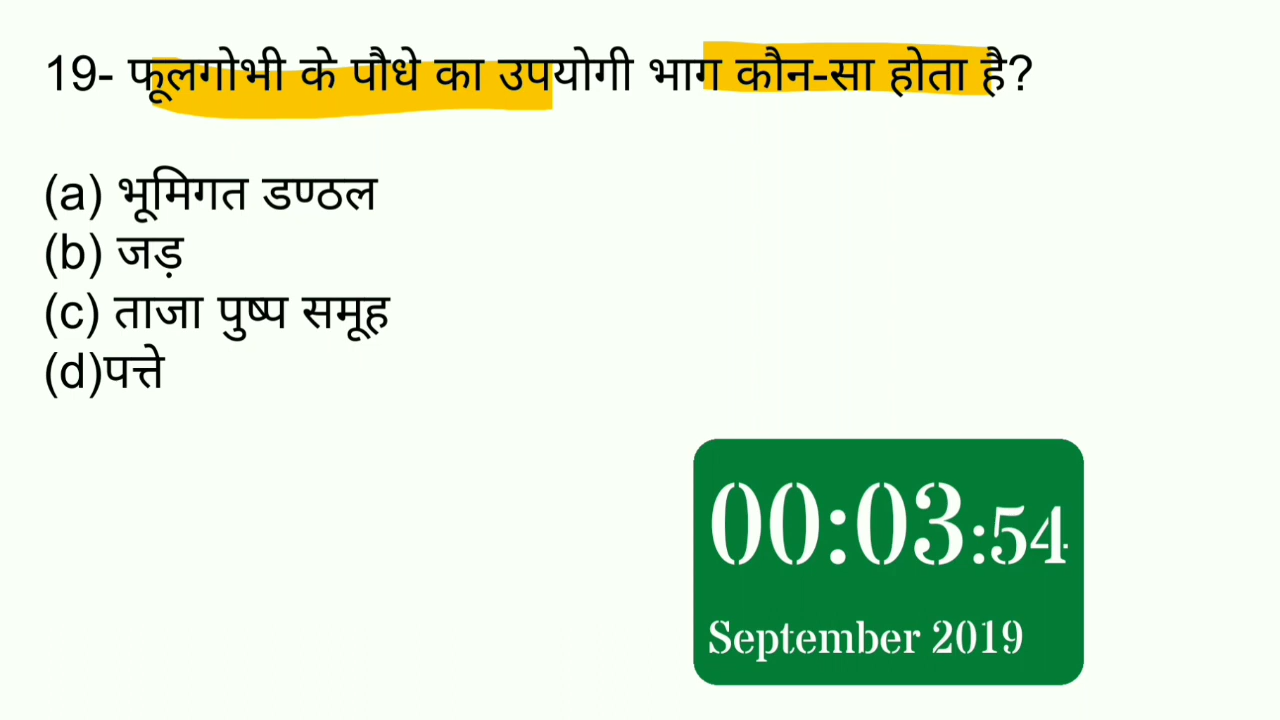 19- फूलगोभी के पौधे का उपयोगी भाग कौन-सा होता है?
(a) भूमिगत डण्ठल
(b) जड़
(c) ताजा पुष्प समूह
(d)पत्ते
00:03:54
September 2019